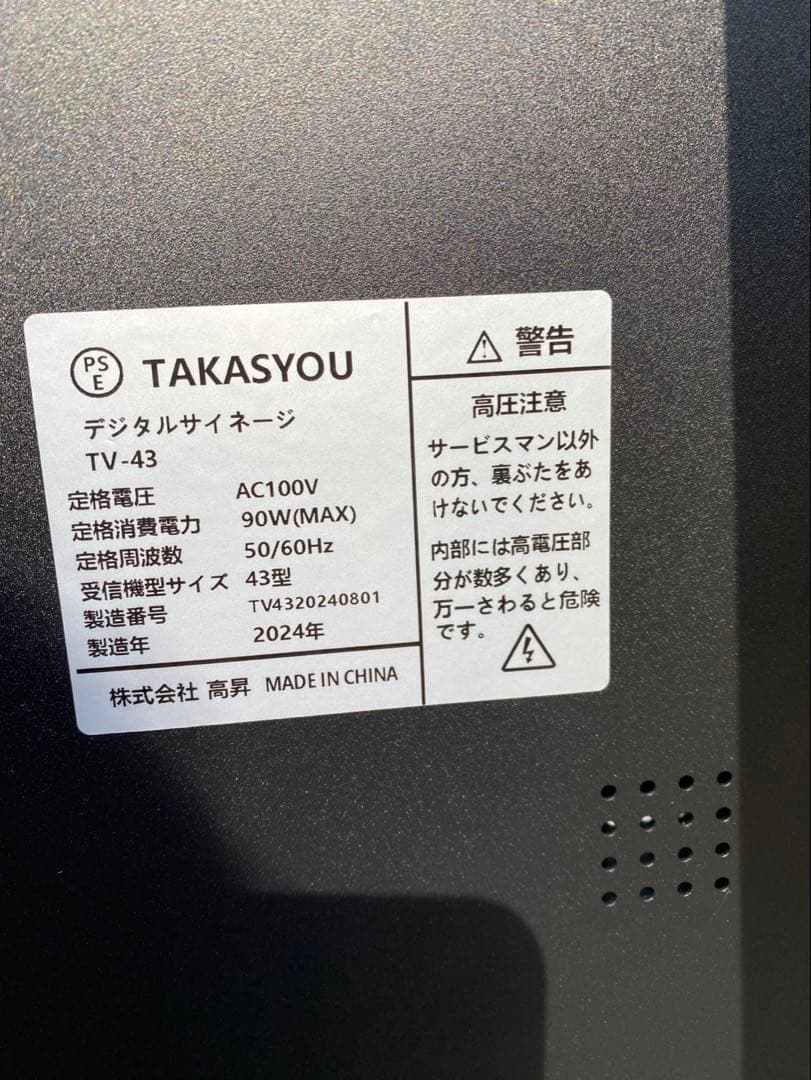 PS
E
TAKASYOU
デジタルサイネージ
TV-43
定格電圧 AC100V
定格消費電力 90W(MAX)
定格周波数 50/60Hz
受信機型サイズ 43型
製造番号 TV4320240801
製造年 2024年
株式会社 高昇 MADE IN CHINA
警告
高圧注意
サービスマン以外
の方、裏ぶたをあ
けないでください。
内部には高電圧部
分が数多くあり、
万一さわると危険
です。